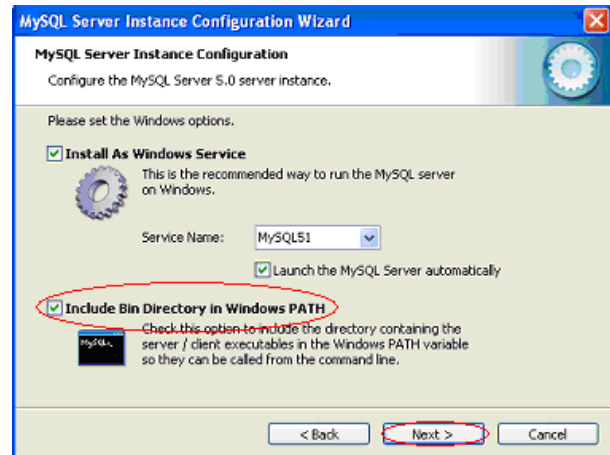 MySQL Server Instance Configuration Wizard
MySQL Server Instance Configuration
Configure the MySQL Server 5.0 server instance.
Please set the Windows options.
Install As Windows Service
This is the recommended way to run the MySQL server
on Windows.
Service Name: MySQL51
Launch the MySQL Server automatically
Include Bin Directory in Windows PATH
Check this option to include the directory containing the
server / client executables in the Windows PATH variable
so they can be called from the command line.
MySQL
< Back Next > Cancel